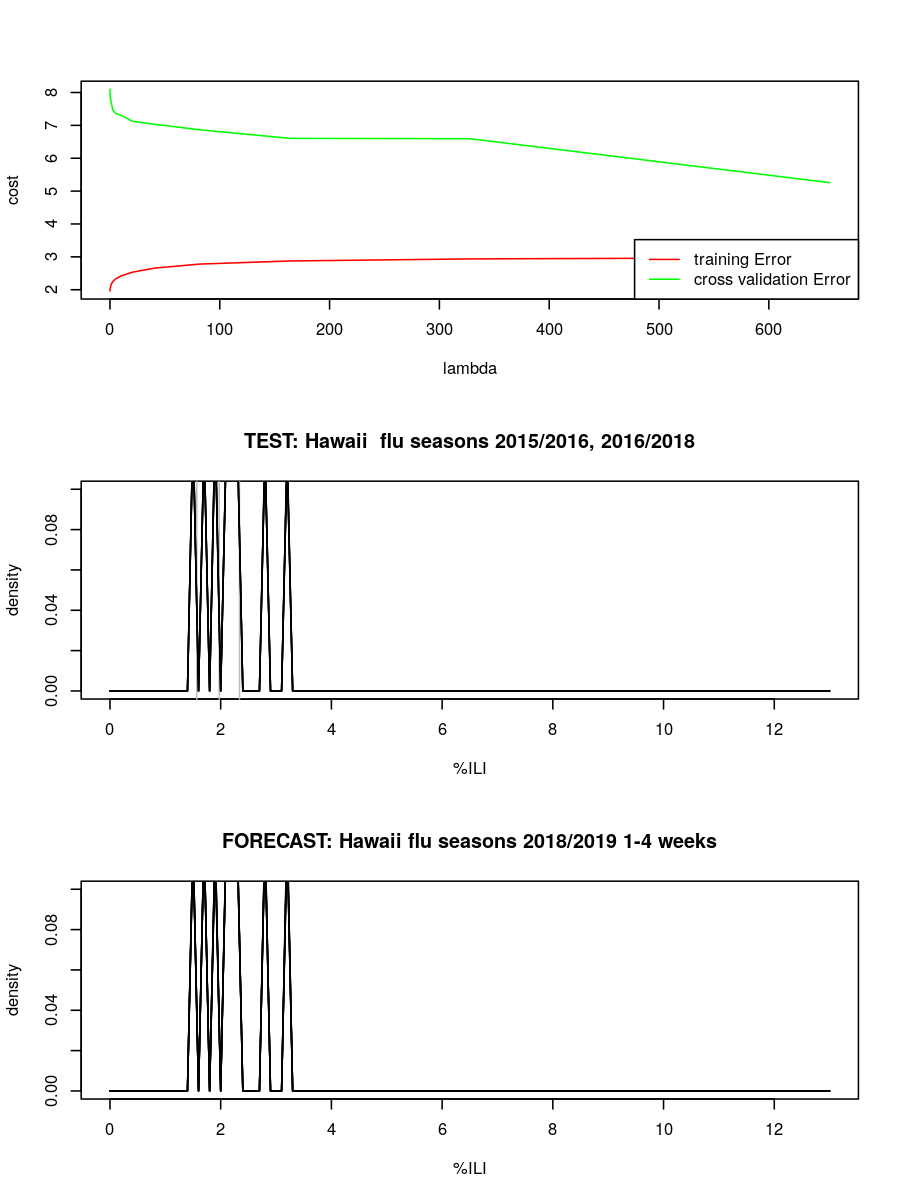 8
7
6
5
4
3
2
cost
training Error
cross validation Error
0 100 200 300 400 500 600
lambda
TEST: Hawaii  flu seasons 2015/2016, 2016/2018
0.08
0.04
0.00
density
0 2 4 6 8 10 12
%ILI
FORECAST: Hawaii flu seasons 2018/2019 1-4 weeks
0.08
0.04
0.00
density
0 2 4 6 8 10 12
%ILI